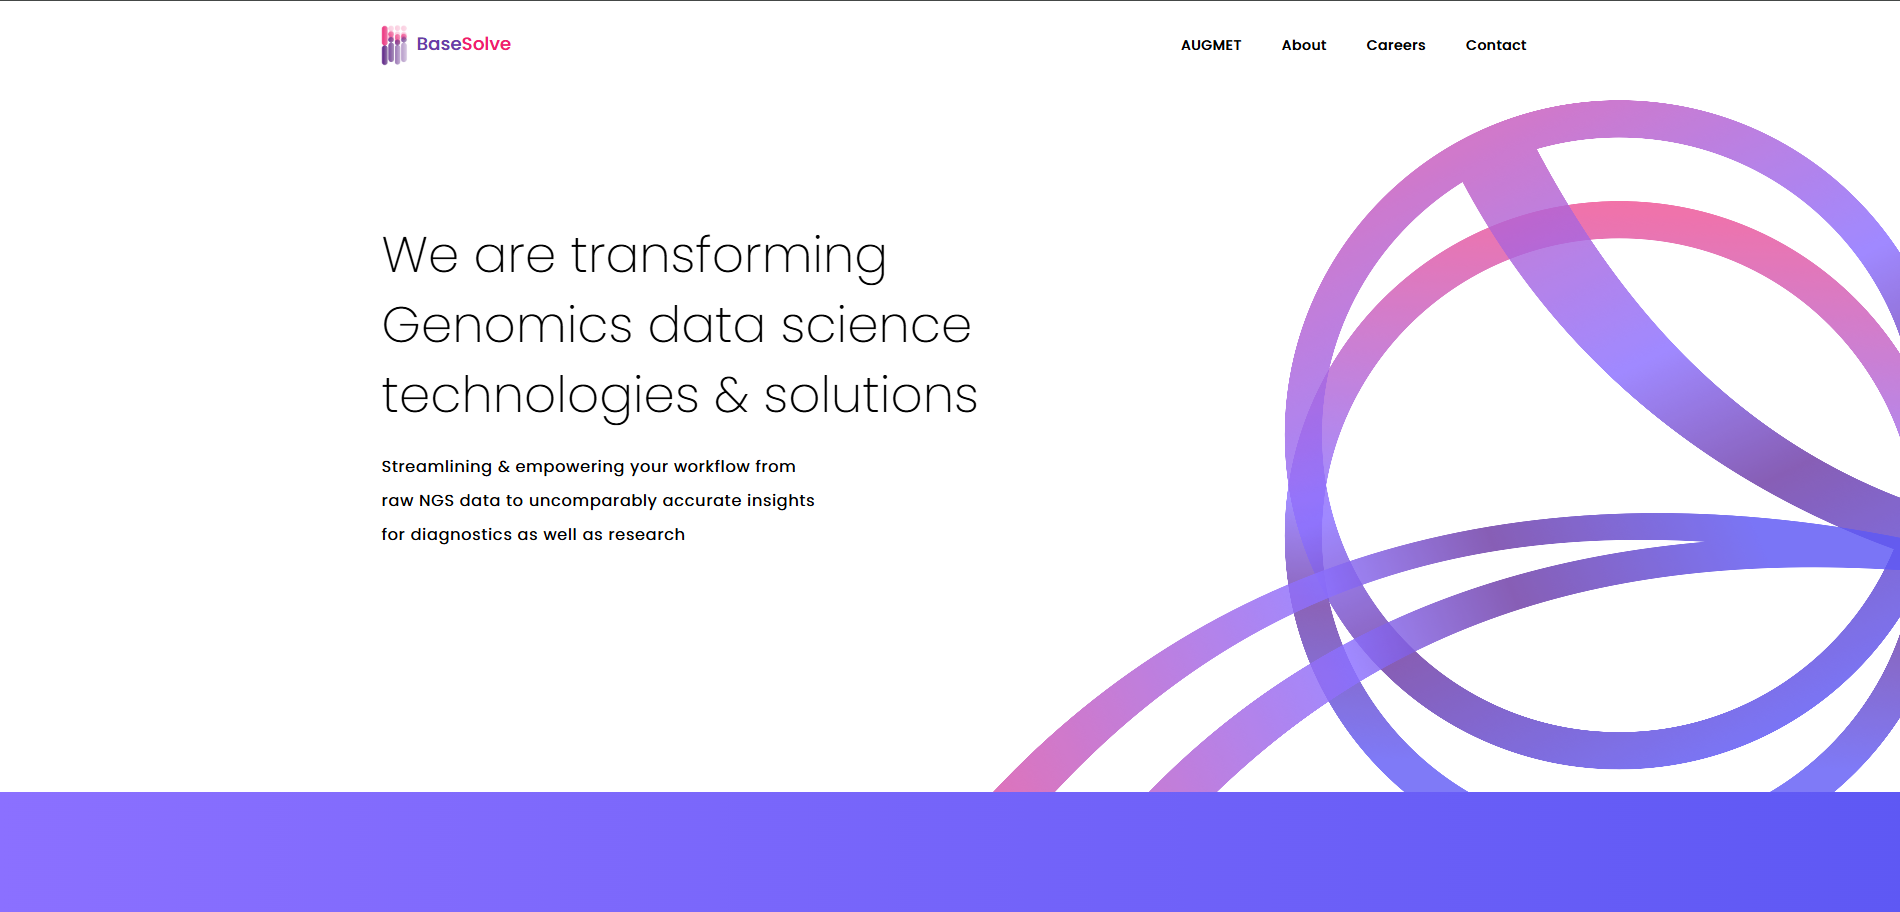 BaseSolve
AUGMET About Careers Contact
We are transforming
Genomics data science
technologies & solutions
Streamlining & empowering your workflow from
raw NGS data to uncomparably accurate insights
for diagnostics as well as research